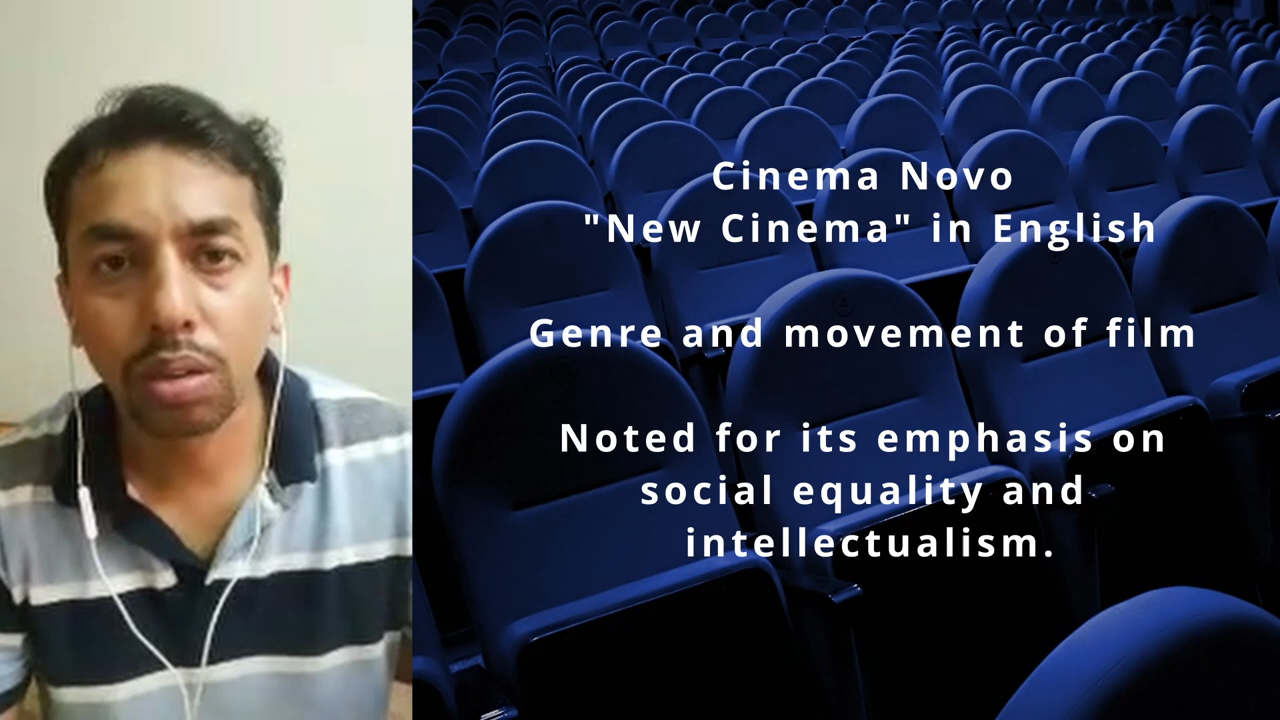 Cinema Novo
"New Cinema" in English
Genre and movement of film
Noted for its emphasis on
social equality and
intellectualism.